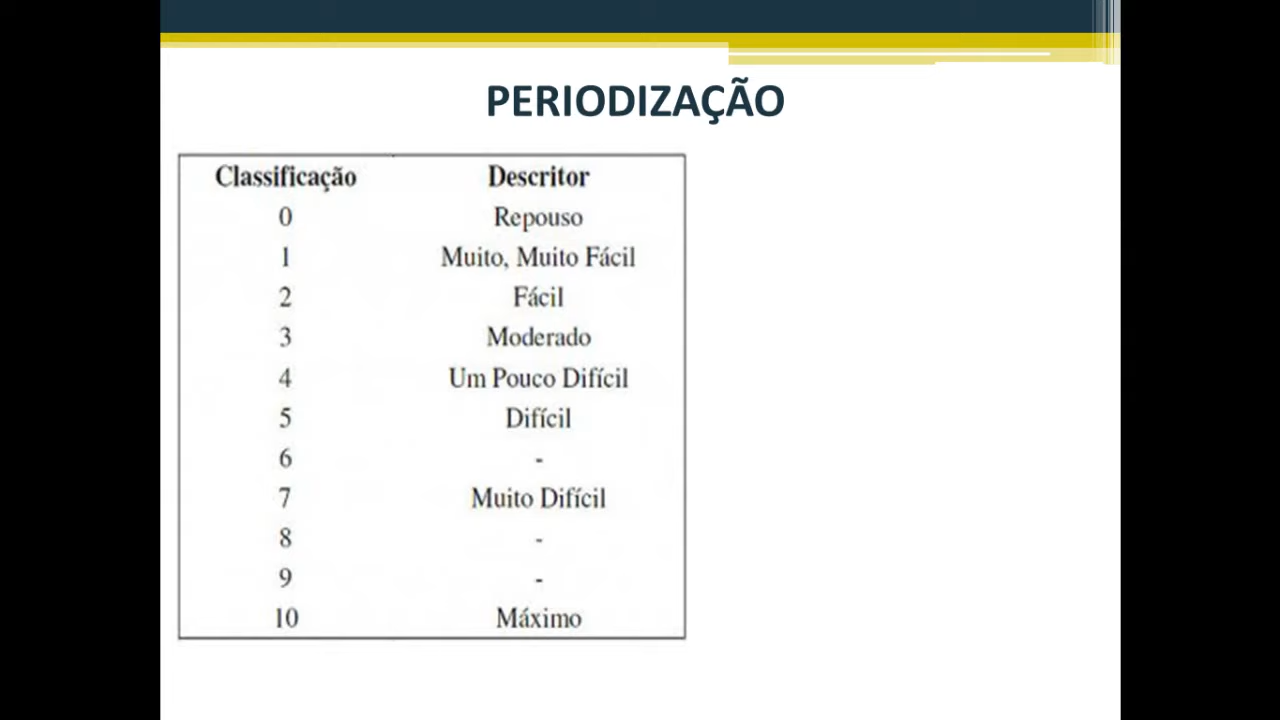 PERIODIZAÇÃO
Classificação Descritor
0 Repouso
1 Muito, Muito Fácil
2 Fácil
3 Moderado
4 Um Pouco Difícil
5 Difícil
6 -
7 Muito Difícil
8 -
9 -
10 Máximo